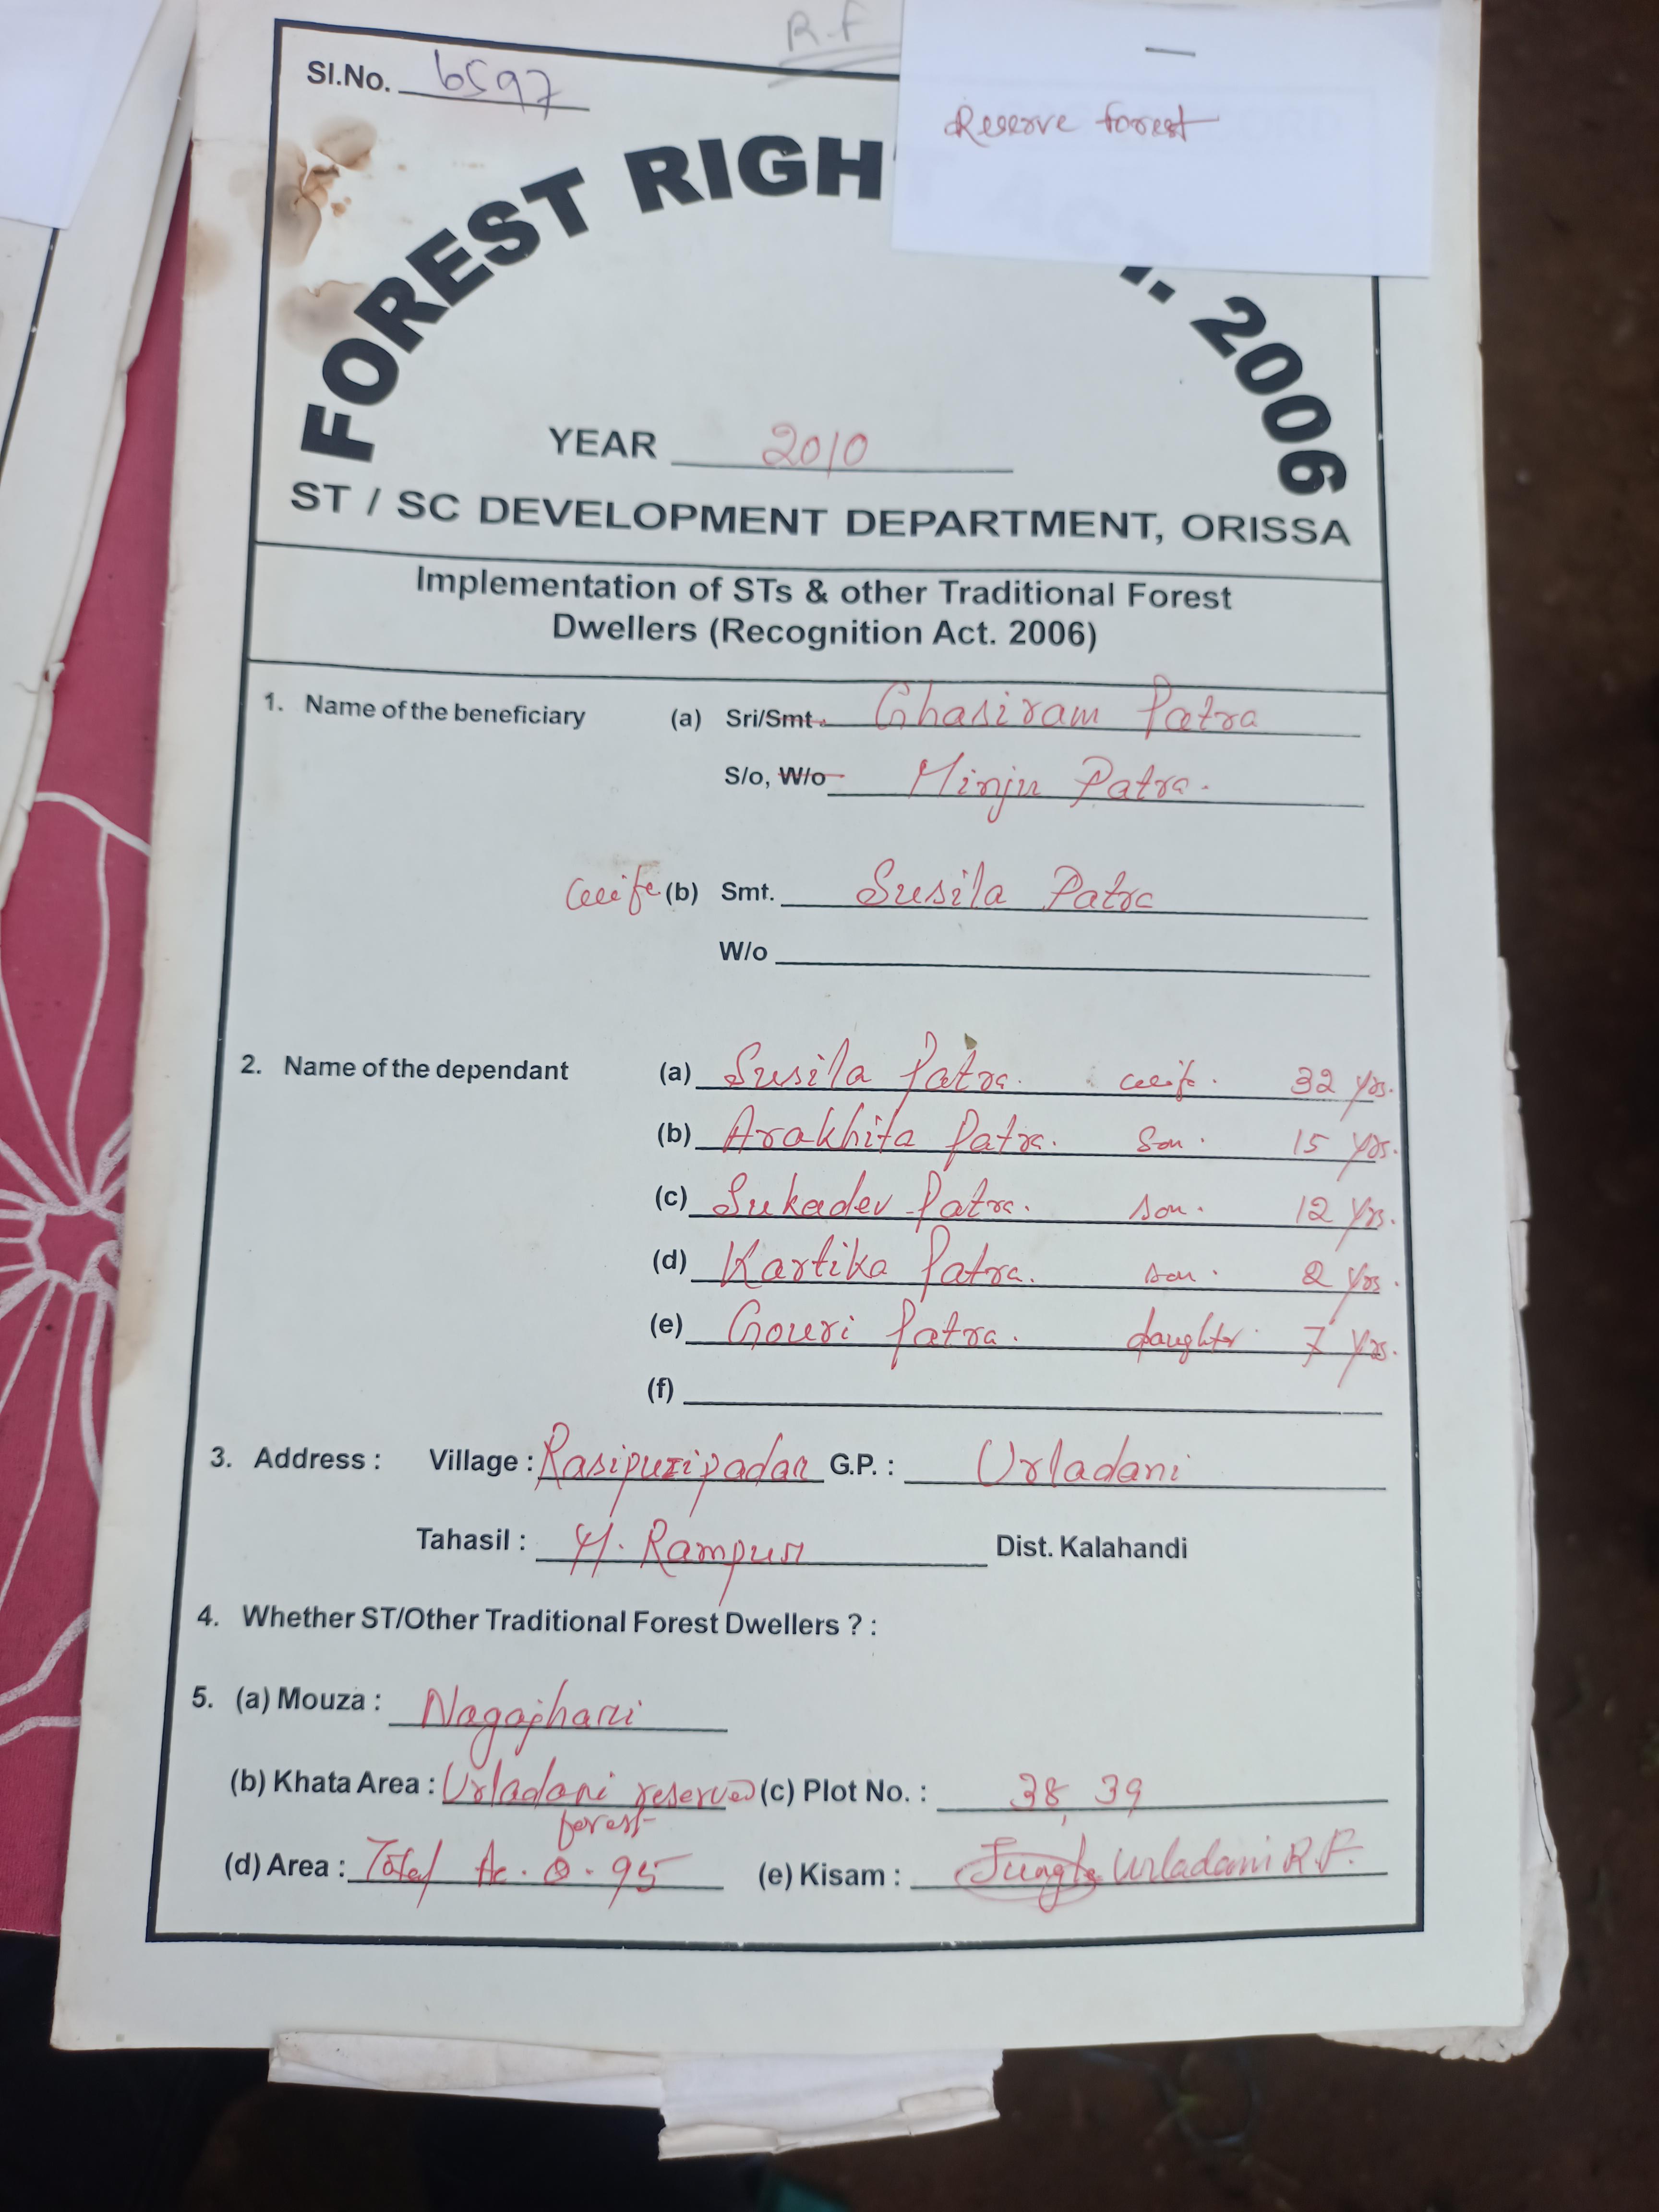 R.F
Sl.No. 6597
Reserve forest
FOREST RIGH T. 2006
YEAR 2010
ST / SC DEVELOPMENT DEPARTMENT, ORISSA
Implementation of STs & other Traditional Forest
Dwellers (Recognition Act. 2006)
1. Name of the beneficiary (a) Sri/Smt. Ghasiram Patra
S/o, W/o Minju Patra.
wife (b) Smt. Susila Patra
W/o
2. Name of the dependant (a) Susila Patra. wife. 32 yrs.
(b) Arakhita Patra. Son. 15 yrs.
(c) Sukadev Patra. son. 12 yrs.
(d) Kartika Patra. son. 2 yrs.
(e) Gouri Patra. daughter. 7 yrs.
(f)
3. Address : Village : Rasipuripadar G.P. : Urladani
Tahasil : M. Rampur Dist. Kalahandi
4. Whether ST/Other Traditional Forest Dwellers ? :
5. (a) Mouza : Nagajhari
(b) Khata Area : Urladani reserved (c) Plot No. : 38, 39
forest
(d) Area : Total Ac. 0.95 (e) Kisam : Jungle Urladani R.F.